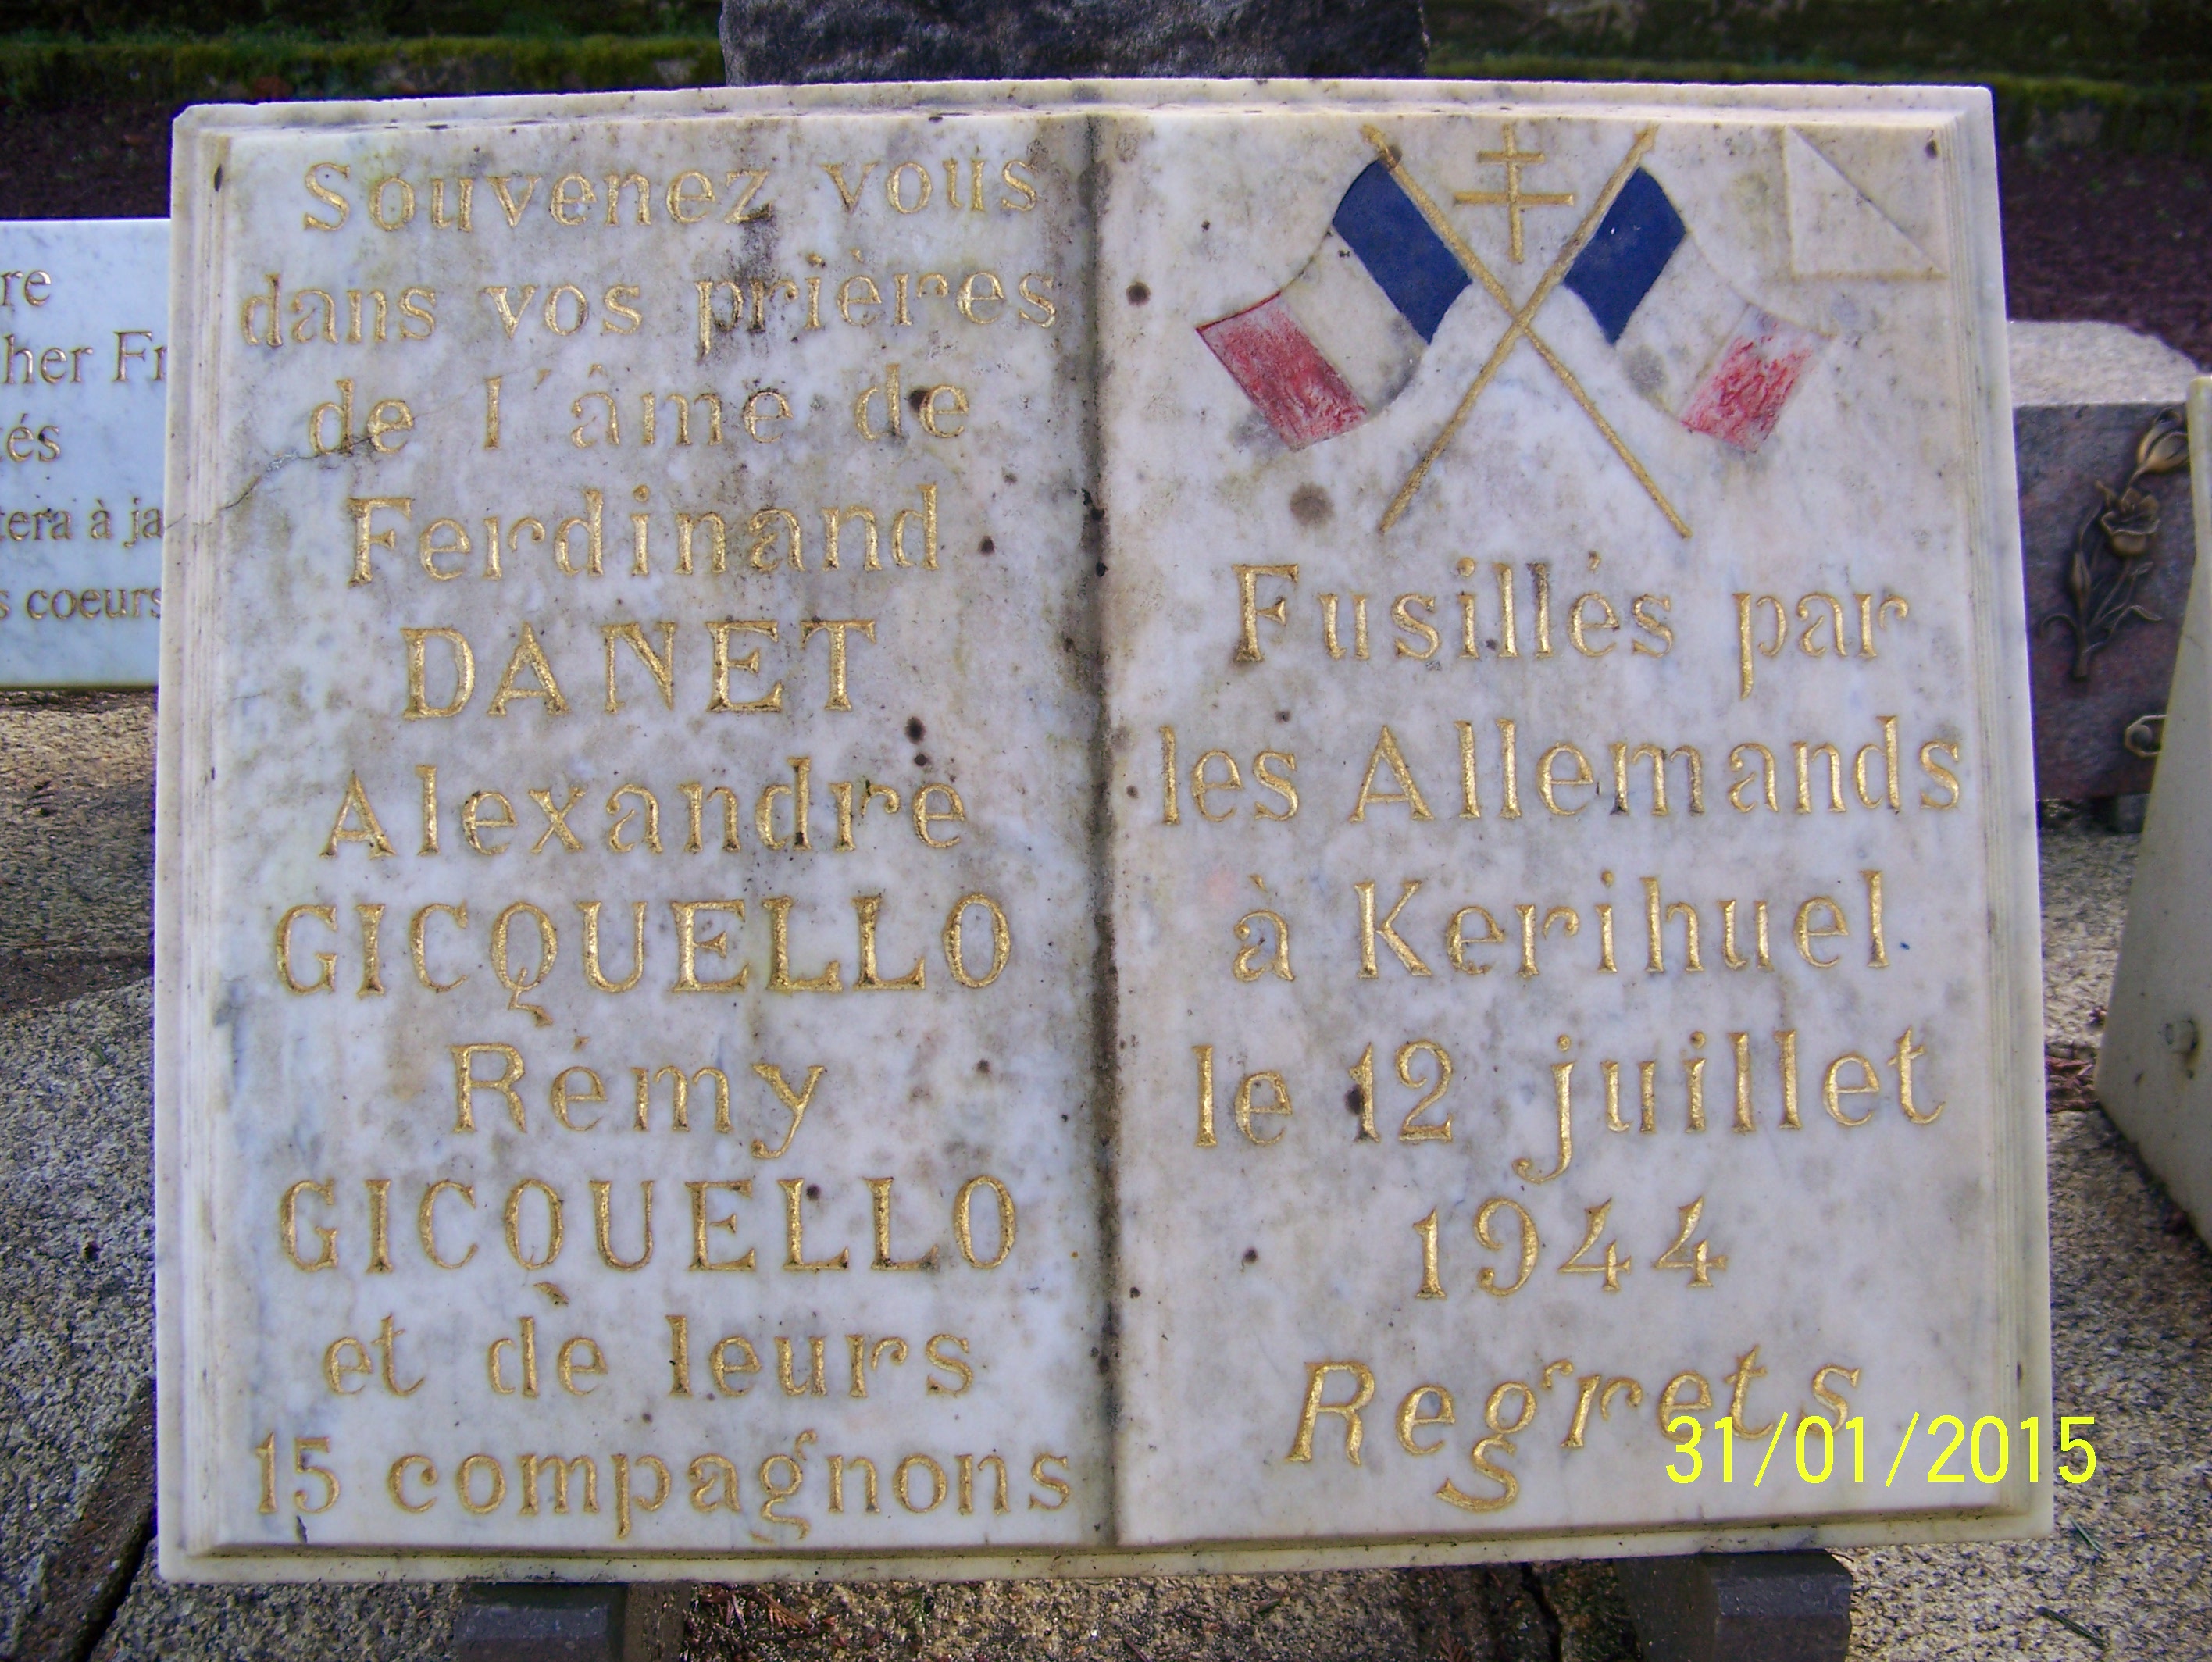 Souvenez vous
dans vos prières
de l'âme de
Ferdinand
DANET
Alexandre
GICQUELLO
Rémy
GICQUELLO
et de leurs
15 compagnons
Fusillés par
les Allemands
à Kerihuel
le 12 juillet
1944
Regrets
re
her Fr
tés
tera à ja
s coeurs
31/01/2015